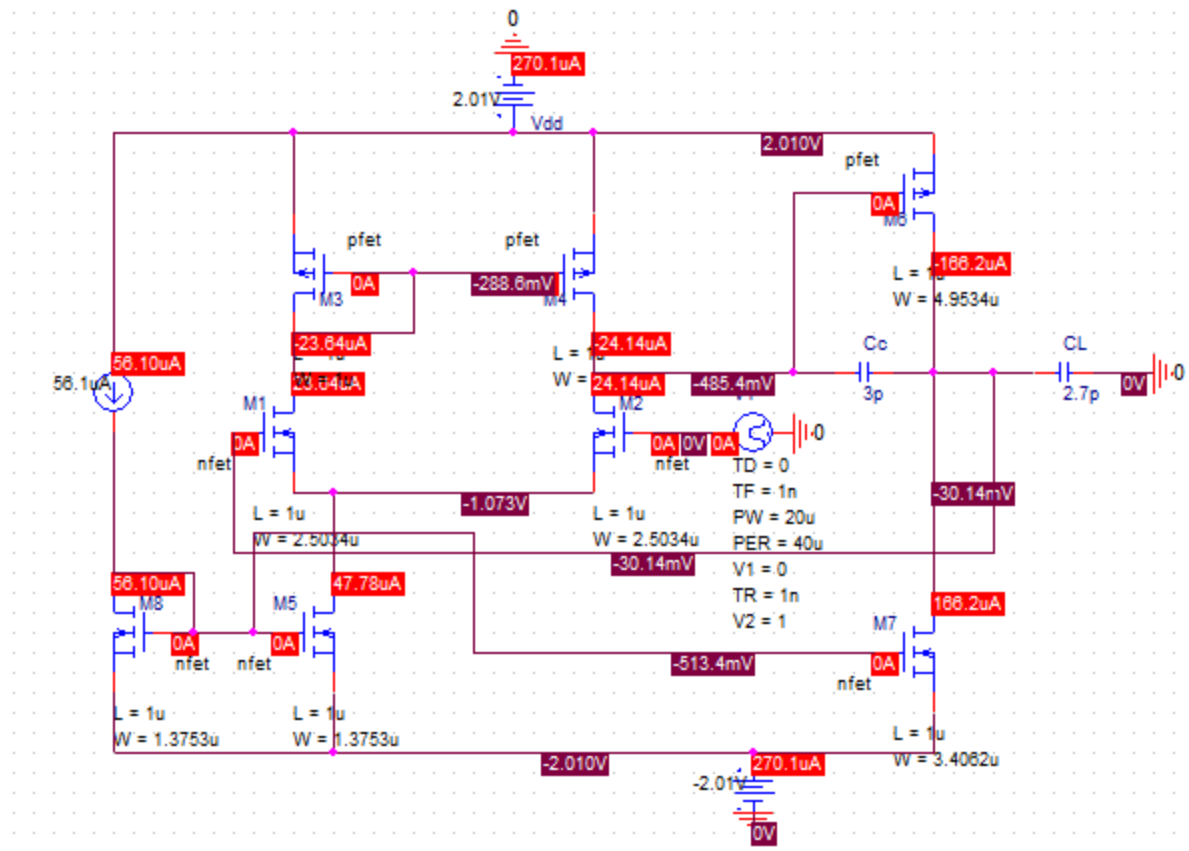 0
270.1uA
2.01V
Vdd
2.010V
pfet
0A
M6
pfet
pfet
0A
-288.6mV
M3
M4
-166.2uA
L = 1u
W = 4.9534u
-23.64uA
-24.14uA
Cc
CL
56.10uA
56.1uA
L = 1u
L = 1u
W = 1u
W =
24.14uA
-485.4mV
3p
2.7p
0V
0
M1
M2
0A
nfet
0A
0V
0A
nfet
0
TD = 0
TF = 1n
PW = 20u
PER = 40u
V1 = 0
TR = 1n
V2 = 1
-1.073V
-30.14mV
L = 1u
W = 2.5034u
L = 1u
W = 2.5034u
-30.14mV
56.10uA
47.78uA
166.2uA
M8
M5
M7
0A
nfet
0A
nfet
-513.4mV
0A
nfet
L = 1u
W = 1.3753u
L = 1u
W = 1.3753u
L = 1u
W = 3.4062u
-2.010V
270.1uA
-2.01V
0V